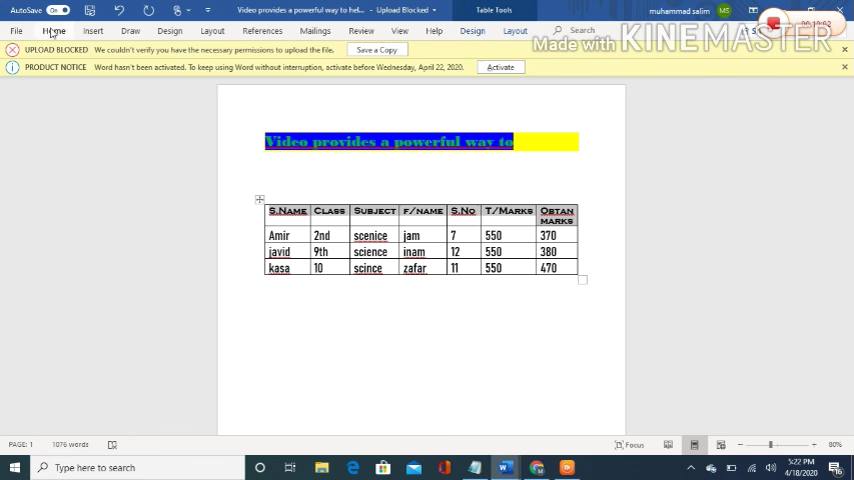 AutoSave On Video provides a powerful way to hel... - Upload Blocked Table Tools muhammad salim MS
File Home Insert Draw Design Layout References Mailings Review View Help Design Layout Search
Made with KINEMASTER
UPLOAD BLOCKED We couldn't verify you have the necessary permissions to upload the file. Save a Copy
PRODUCT NOTICE Word hasn't been activated. To keep using Word without interruption, activate before Wednesday, April 22, 2020. Activate
Video provides a powerful way to
S.Name Class Subject f/name S.No T/Marks Obtan marks
Amir 2nd scenice jam 7 550 370
javid 9th science inam 12 550 380
kasa 10 scince zafar 11 550 470
PAGE: 1 1076 words Focus 80%
Type here to search 5:22 PM
4/18/2020 16